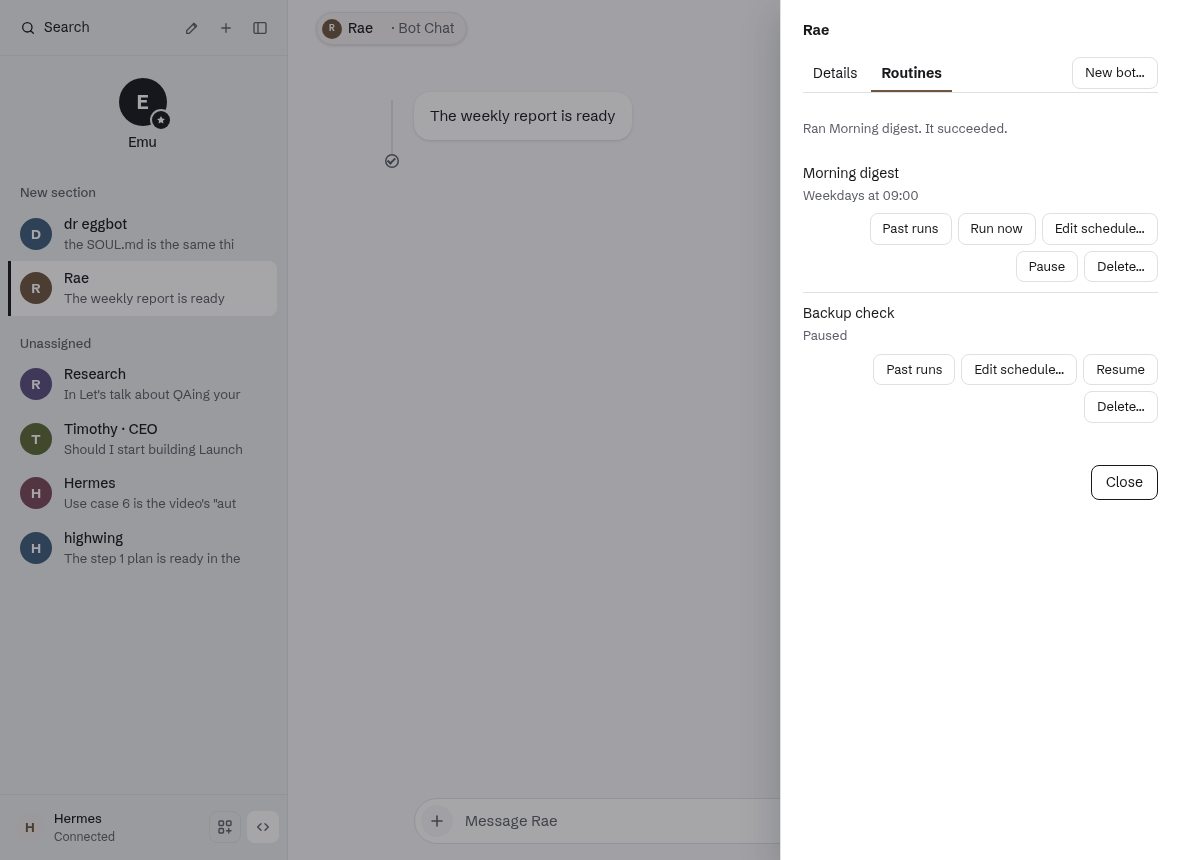 Search
E
Emu
New section
D
dr eggbot
the SOUL.md is the same thi
R
Rae
The weekly report is ready
Unassigned
R
Research
In Let's talk about QAing your
T
Timothy · CEO
Should I start building Launch
H
Hermes
Use case 6 is the video's "aut
H
highwing
The step 1 plan is ready in the
H
Hermes
Connected
R
Rae · Bot Chat
The weekly report is ready
Message Rae
Rae
Details
Routines
New bot...
Ran Morning digest. It succeeded.
Morning digest
Weekdays at 09:00
Past runs
Run now
Edit schedule...
Pause
Delete...
Backup check
Paused
Past runs
Edit schedule...
Resume
Delete...
Close